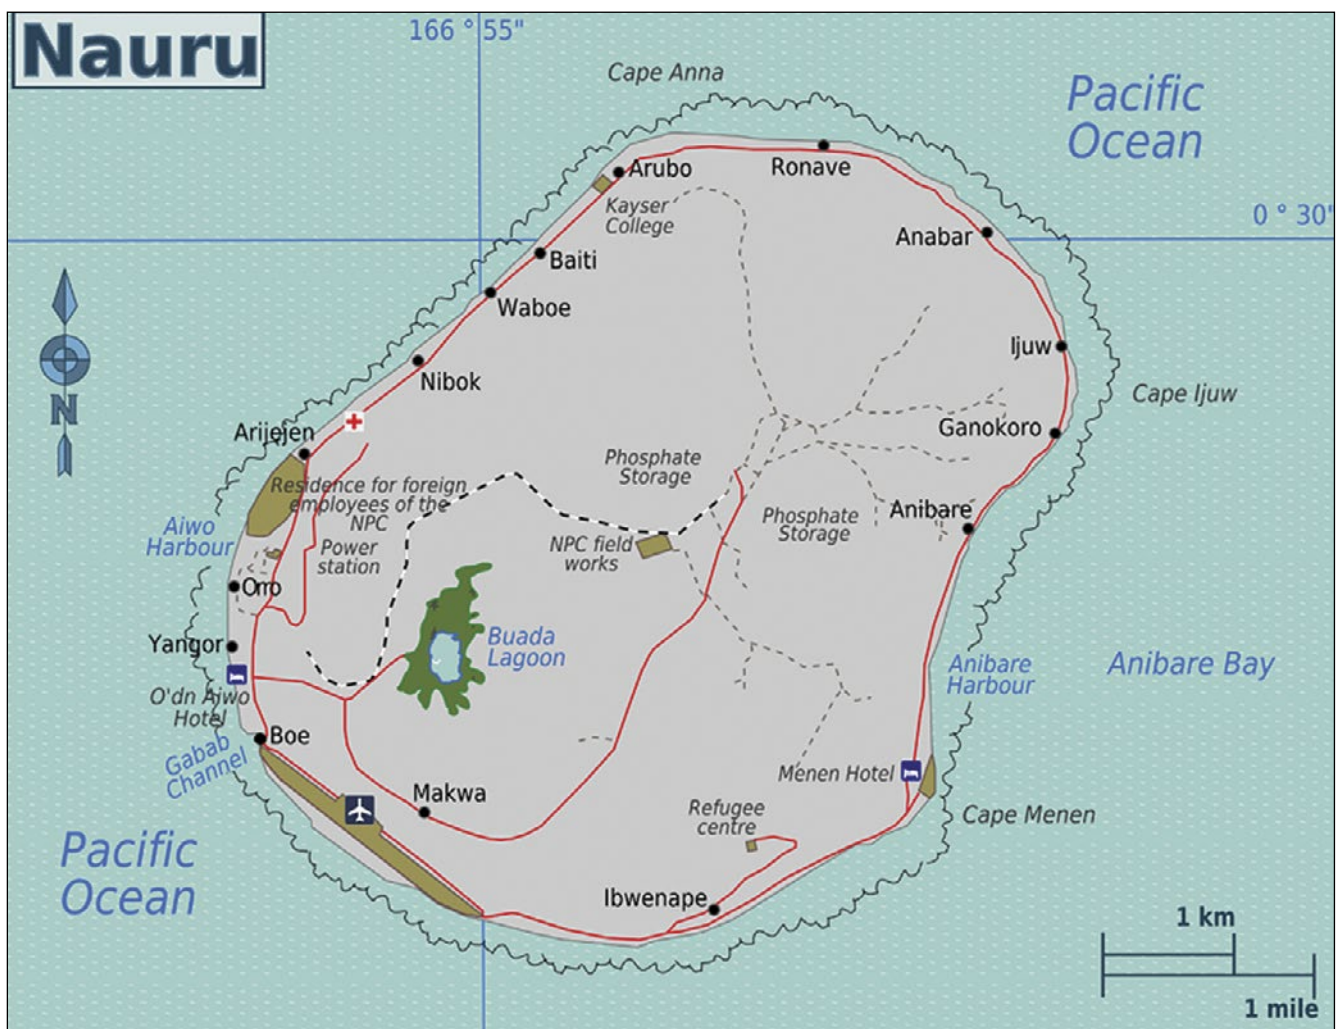 Nauru
166 ° 55"
Cape Anna
Pacific
Ocean
Arubo
Ronave
Kayser
College
0 ° 30"
Anabar
Baiti
Waboe
Ijuw
Nibok
Cape Ijuw
N
Arijejen
Ganokoro
Phosphate
Storage
Residence for foreign
employees of the
NPC
Anibare
Phosphate
Storage
Aiwo
Harbour
Power
station
NPC field
works
Orro
Yangor
Buada
Lagoon
Anibare
Harbour
Anibare Bay
O'dn Aiwo
Hotel
Boe
Gabab
Channel
Menen Hotel
Makwa
Refugee
centre
Cape Menen
Pacific
Ocean
Ibwenape
1 km
1 mile